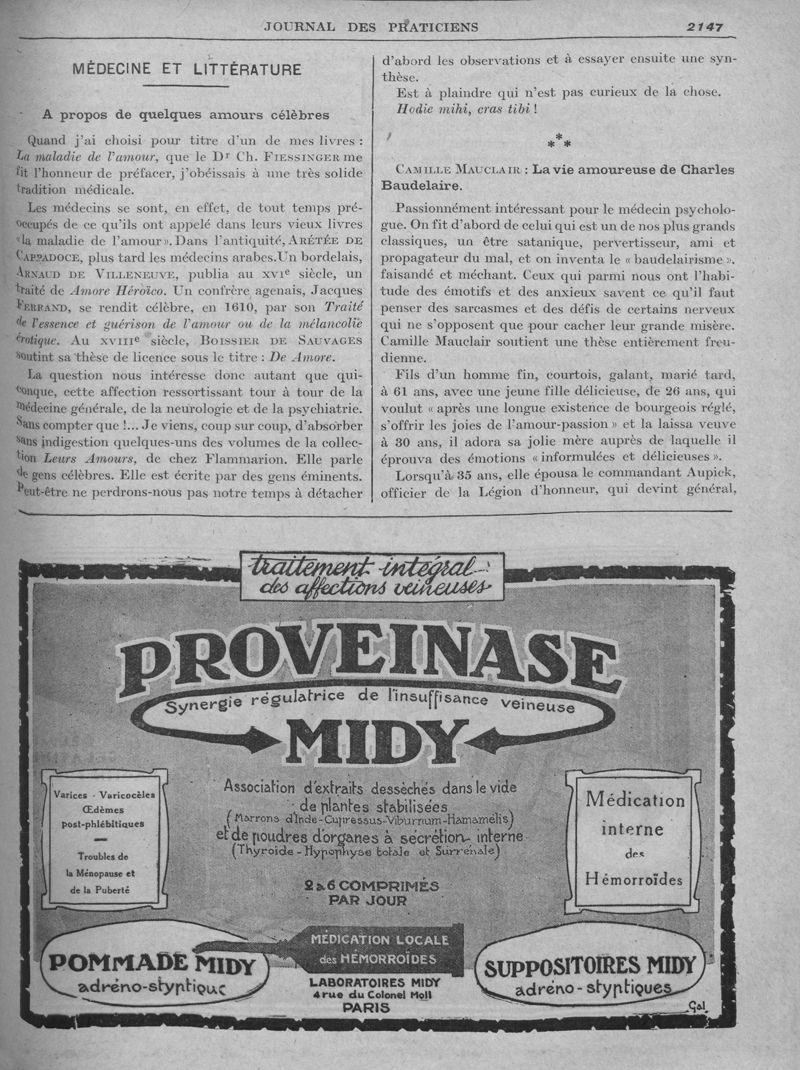 JOURNAL DES PRATICIENS
2147
MÉDECINE ET LITTÉRATURE
A propos de quelques amours célèbres
Quand j'ai choisi pour titre d'un de mes livres :
La maladie de l'amour, que le Dr Ch. FIESSINGER me
fit l'honneur de préfacer, j'obéissais à une très solide
tradition médicale.
Les médecins se sont, en effet, de tout temps pré-
occupés de ce qu'ils ont appelé dans leurs vieux livres
« la maladie de l'amour ». Dans l'antiquité, ARÉTÉE DE
CAPPADOCE, plus tard les médecins arabes. Un bordelais,
ARNAUD DE VILLENEUVE, publia au XVIe siècle, un
traité de Amore Héroïco. Un confrère agenais, Jacques
FERRAND, se rendit célèbre, en 1610, par son Traité
de l'essence et guérison de l'amour ou de la mélancolie
érotique. Au XVIIIe siècle, BOISSIER DE SAUVAGES
soutint sa thèse de licence sous le titre : De Amore.
La question nous intéresse donc autant que qui-
conque, cette affection ressortissant tour à tour de la
médecine générale, de la neurologie et de la psychiatrie.
Sans compter que !... Je viens, coup sur coup, d'absorber
sans indigestion quelques-uns des volumes de la collec-
tion Leurs Amours, de chez Flammarion. Elle parle
de gens célèbres. Elle est écrite par des gens éminents.
Peut-être ne perdrons-nous pas notre temps à détacher
d'abord les observations et à essayer ensuite une syn-
thèse.
Est à plaindre qui n'est pas curieux de la chose.
Hodie mihi, cras tibi !
* * *
CAMILLE MAUCLAIR : La vie amoureuse de Charles
Baudelaire.
Passionnément intéressant pour le médecin psycholo-
gue. On fit d'abord de celui qui est un de nos plus grands
classiques, un être satanique, pervertisseur, ami et
propagateur du mal, et on inventa le « baudelairisme »,
faisandé et méchant. Ceux qui parmi nous ont l'habi-
tude des émotifs et des anxieux savent ce qu'il faut
penser des sarcasmes et des défis de certains nerveux
qui ne s'opposent que pour cacher leur grande misère.
Camille Mauclair soutient une thèse entièrement freu-
dienne.
Fils d'un homme fin, courtois, galant, marié tard,
à 61 ans, avec une jeune fille délicieuse, de 26 ans, qui
voulut « après une longue existence de bourgeois réglé,
s'offrir les joies de l'amour-passion » et la laissa veuve
à 30 ans, il adora sa jolie mère auprès de laquelle il
éprouva des émotions « informulées et délicieuses ».
Lorsqu'à 35 ans, elle épousa le commandant Aupick,
officier de la Légion d'honneur, qui devint général,
traitement intégral
des affections veineuses
PROVEINASE
Synergie régulatrice de l'insuffisance veineuse
MIDY
Varices - Varicocèles
Œdèmes
post-phlébitiques
Troubles de
la Ménopause et
de la Puberté
Association d'extraits desséchés dans le vide
de plantes stabilisées
(Marrons d'Inde-Cupressus-Viburnum-Hamamélis)
et de poudres d'organes à sécrétion interne
(Thyroïde - Hypophyse totale et Surrénale)
2 à 6 COMPRIMÉS
PAR JOUR
Médication
interne
des
Hémorroïdes
POMMADE MIDY
adréno-styptique
MÉDICATION LOCALE
des HÉMORROÏDES
LABORATOIRES MIDY
4 rue du Colonel Moll
PARIS
SUPPOSITOIRES MIDY
adréno-styptiques
Gal